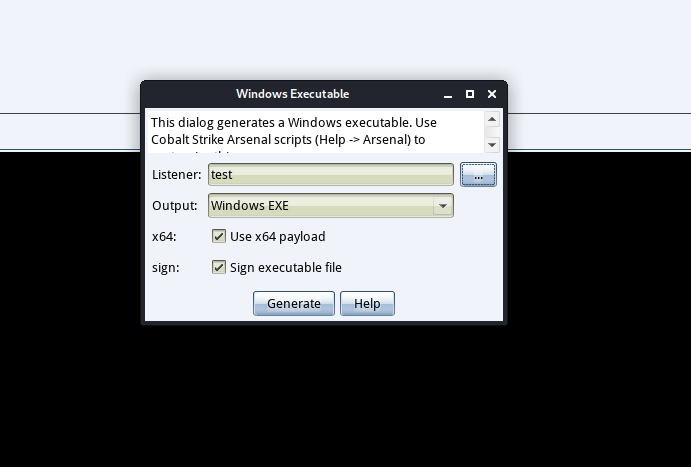 Windows Executable
This dialog generates a Windows executable. Use
Cobalt Strike Arsenal scripts (Help -> Arsenal) to
Listener: test ...
Output: Windows EXE
x64: Use x64 payload
sign: Sign executable file
Generate Help